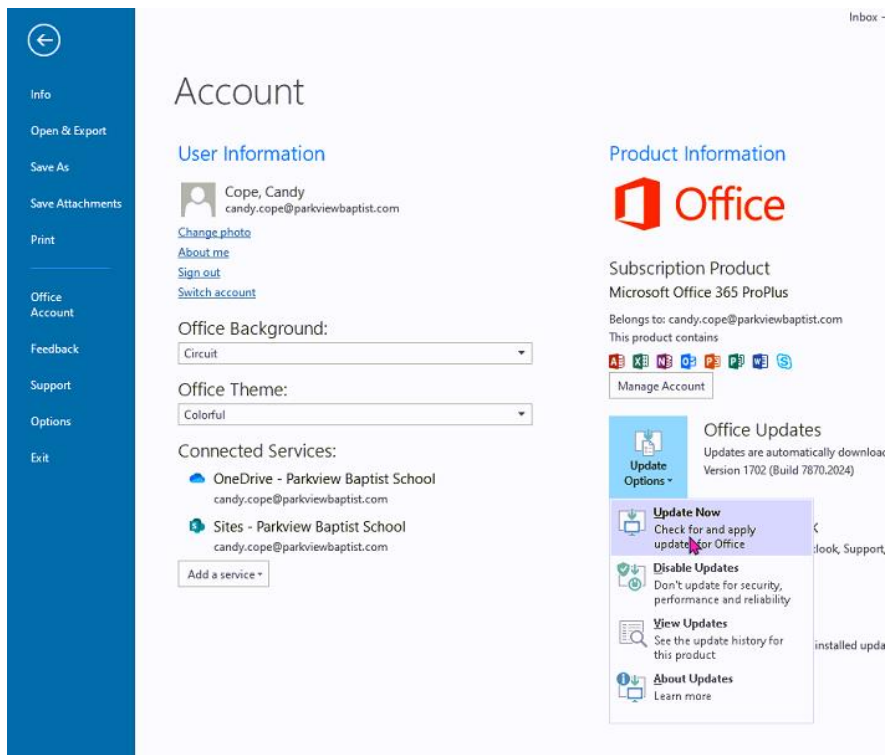 Inbox -
Info
Open & Export
Save As
Save Attachments
Print
Office
Account
Feedback
Support
Options
Exit
Account
User Information
Cope, Candy
candy.cope@parkviewbaptist.com
Change photo
About me
Sign out
Switch account
Office Background:
Circuit
Office Theme:
Colorful
Connected Services:
OneDrive - Parkview Baptist School
candy.cope@parkviewbaptist.com
Sites - Parkview Baptist School
candy.cope@parkviewbaptist.com
Add a service
Product Information
Office
Subscription Product
Microsoft Office 365 ProPlus
Belongs to: candy.cope@parkviewbaptist.com
This product contains
Manage Account
Update
Options
Office Updates
Updates are automatically download
Version 1702 (Build 7870.2024)
Update Now
Check for and apply
updates for Office
Disable Updates
Don't update for security,
performance and reliability
View Updates
See the update history for
this product
About Updates
Learn more
tlook, Support,
installed upda